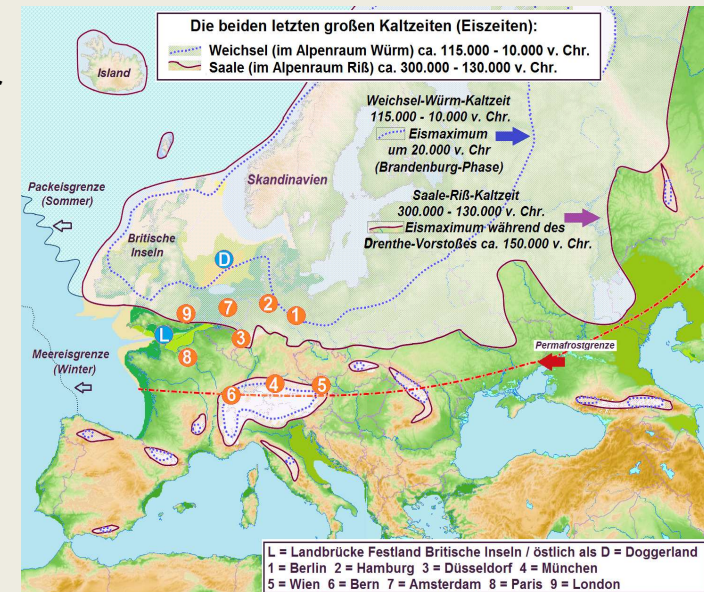 Die beiden letzten großen Kaltzeiten (Eiszeiten):
Weichsel (im Alpenraum Würm) ca. 115.000 - 10.000 v. Chr.
Saale (im Alpenraum Riß) ca. 300.000 - 130.000 v. Chr.
Island
Weichsel-Würm-Kaltzeit
115.000 - 10.000 v. Chr.
Eismaximum
um 20.000 v. Chr
(Brandenburg-Phase)
Skandinavien
Packeisgrenze
(Sommer)
Saale-Riß-Kaltzeit
300.000 - 130.000 v. Chr.
Eismaximum während des
Drenthe-Vorstoßes ca. 150.000 v. Chr.
Britische
Inseln
D
9
7
2
1
L
3
8
Meereisgrenze
(Winter)
Permafrostgrenze
6
4
5
L = Landbrücke Festland Britische Inseln / östlich als D = Doggerland
1 = Berlin 2 = Hamburg 3 = Düsseldorf 4 = München
5 = Wien 6 = Bern 7 = Amsterdam 8 = Paris 9 = London